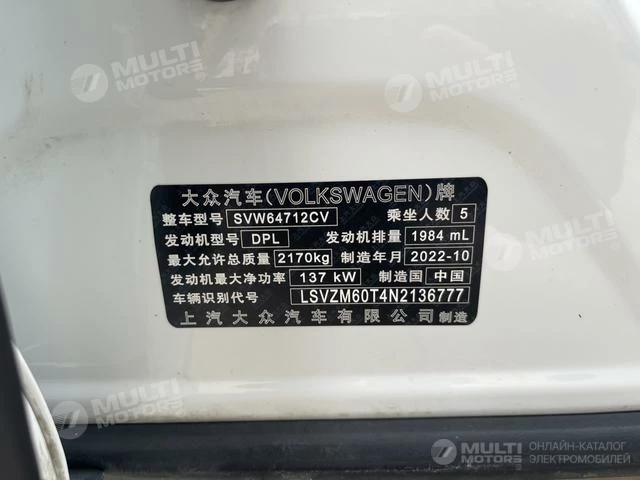 MULTI
MOTORS
MULTI
MOTORS
大众汽车(VOLKSWAGEN)牌
整车型号 SVW64712CV 乘坐人数 5
发动机型号 DPL 发动机排量 1984 mL
最大允许总质量 2170kg 制造年月 2022-10
发动机最大净功率 137 kW 制造国 中国
车辆识别代号 LSVZM60T4N2136777
上汽大众汽车有限公司制造
MULTI
MOTORS
MULTI
MOTORS
ОНЛАЙН-КАТАЛОГ
ЭЛЕКТРОМОБИЛЕЙ